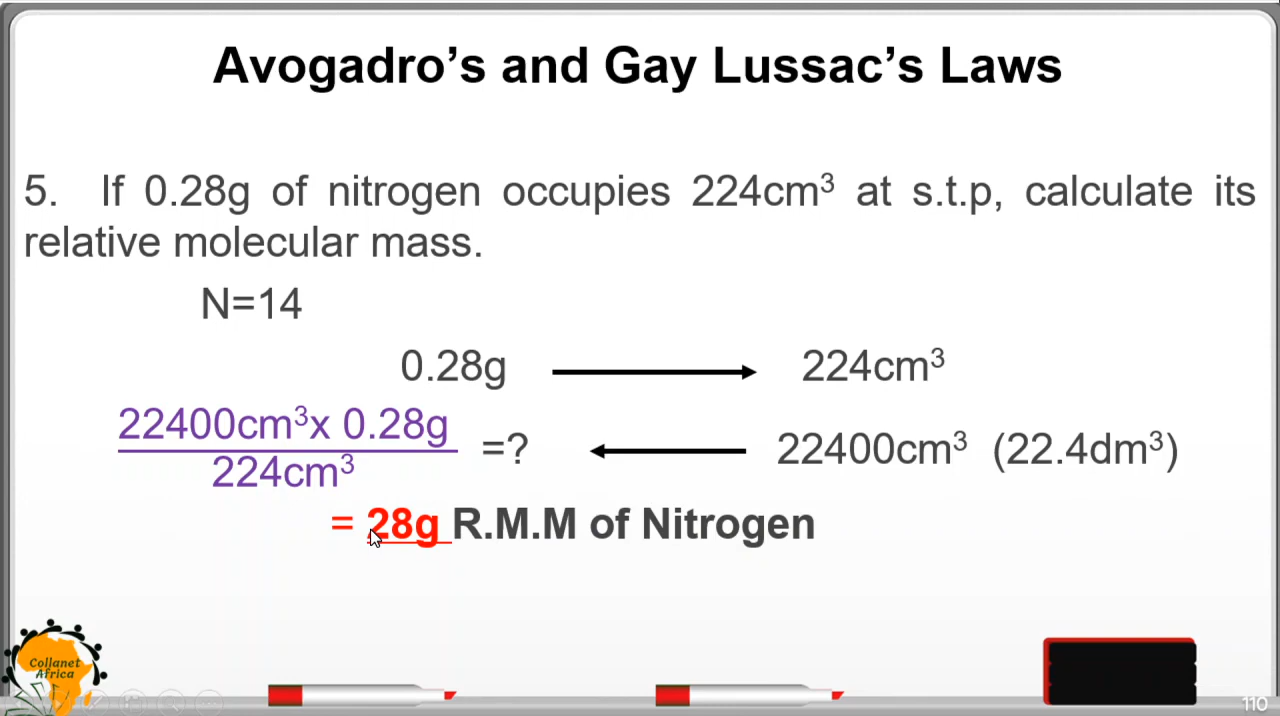 Avogadro’s and Gay Lussac’s Laws
5. If 0.28g of nitrogen occupies 224cm³ at s.t.p, calculate its
relative molecular mass.
N=14
0.28g 224cm³
22400cm³x 0.28g
224cm³
=? 22400cm³ (22.4dm³)
= 28g R.M.M of Nitrogen
Collanet
Africa
110